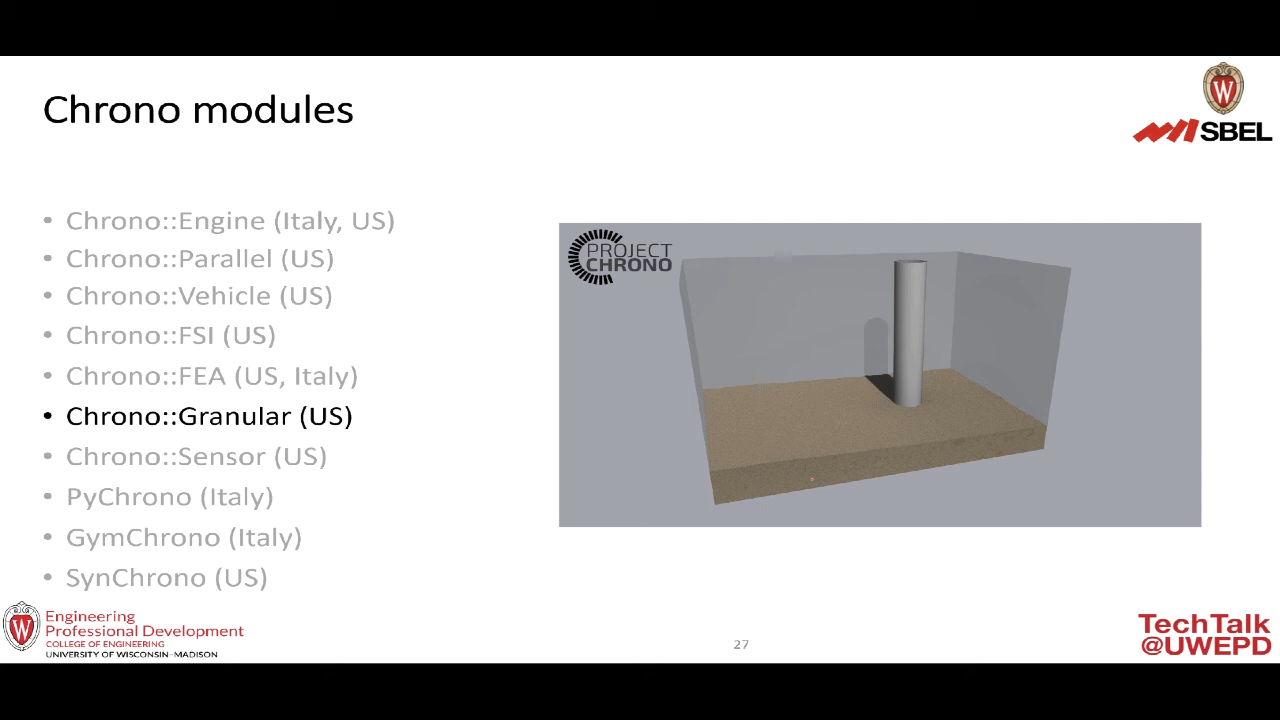 Chrono modules
W
SBEL
• Chrono::Engine (Italy, US)
• Chrono::Parallel (US)
• Chrono::Vehicle (US)
• Chrono::FSI (US)
• Chrono::FEA (US, Italy)
• Chrono::Granular (US)
• Chrono::Sensor (US)
• PyChrono (Italy)
• GymChrono (Italy)
• SynChrono (US)
PROJECT
CHRONO
W
Engineering
Professional Development
COLLEGE OF ENGINEERING
UNIVERSITY OF WISCONSIN–MADISON
27
TechTalk
@UWEPD